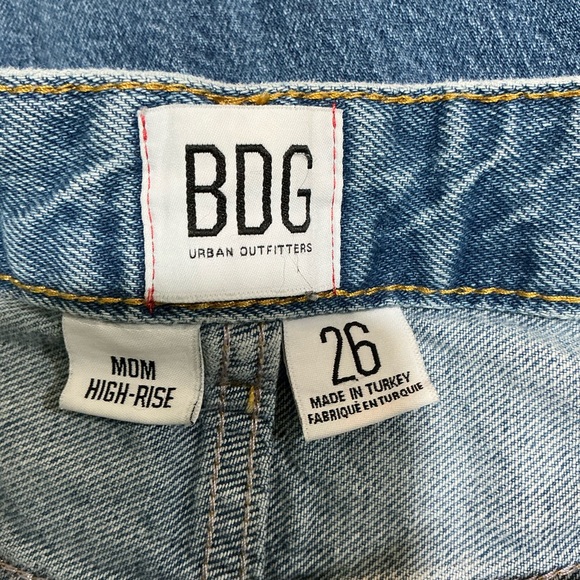 BDG
URBAN OUTFITTERS
MOM
HIGH-RISE
26
MADE IN TURKEY
FABRIQUÉ EN TURQUIE